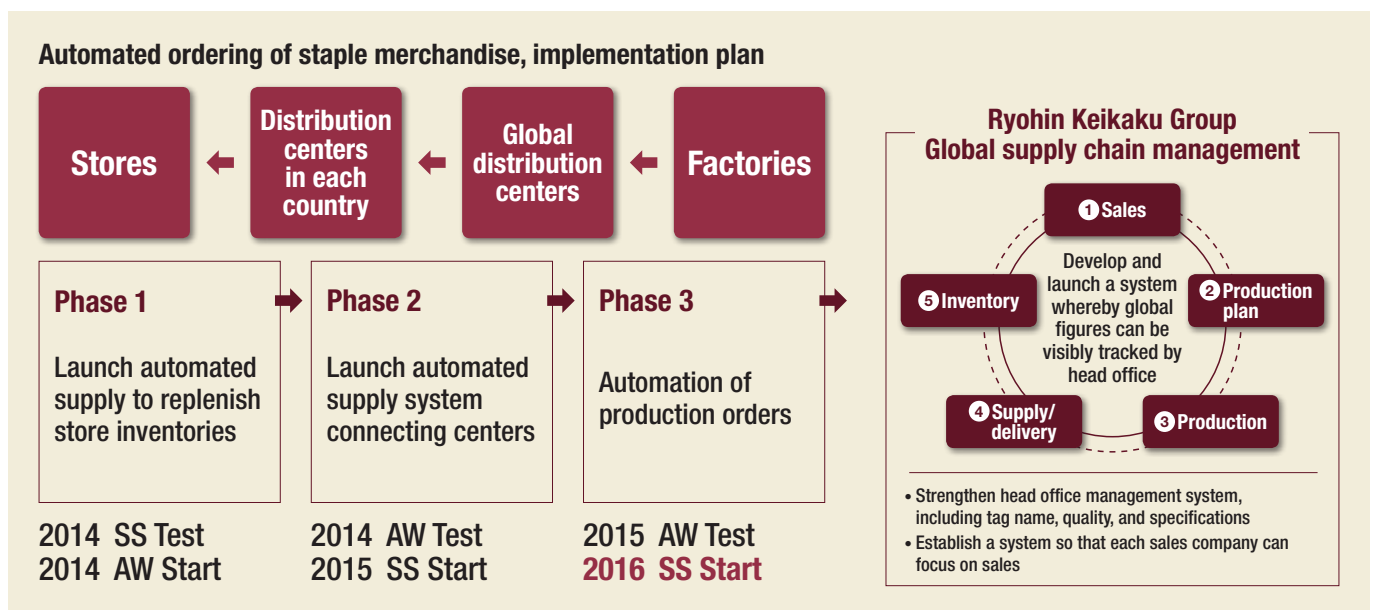 Automated ordering of staple merchandise, implementation plan
Stores
Distribution
centers
in each
country
Global
distribution
centers
Factories
Phase 1
Launch automated
supply to replenish
store inventories
2014 SS Test
2014 AW Start
Phase 2
Launch automated
supply system
connecting centers
2014 AW Test
2015 SS Start
Phase 3
Automation of
production orders
2015 AW Test
2016 SS Start
Ryohin Keikaku Group
Global supply chain management
1 Sales
2 Production
plan
3 Production
4 Supply/
delivery
5 Inventory
Develop and
launch a system
whereby global
figures can be
visibly tracked by
head office
• Strengthen head office management system,
including tag name, quality, and specifications
• Establish a system so that each sales company can
focus on sales